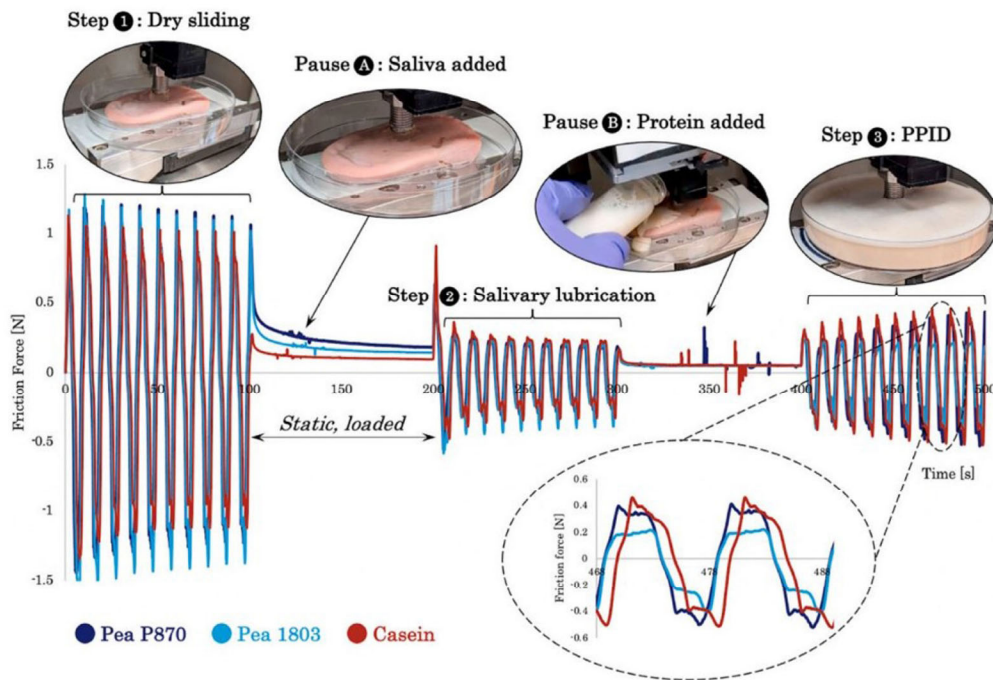 Step 1 : Dry sliding
Pause A : Saliva added
Pause B : Protein added
Step 3 : PPID
1.5
1
0.5
0
-0.5
-1
-1.5
Friction Force [N]
0
50
100
150
200
250
300
350
400
450
500
Step 2 : Salivary lubrication
Static, loaded
Time [s]
0.6
0.4
0.2
0
-0.2
-0.4
-0.6
Friction force [N]
468
478
488
Pea P870
Pea 1803
Casein